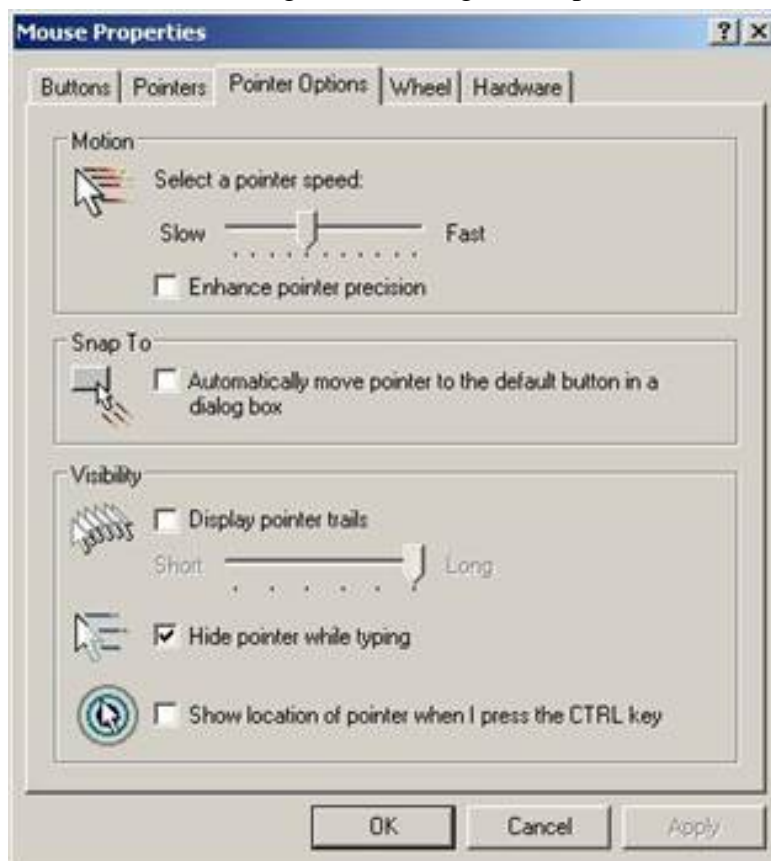 Mouse Properties
Buttons Pointers Pointer Options Wheel Hardware
Motion
Select a pointer speed:
Slow Fast
Enhance pointer precision
Snap To
Automatically move pointer to the default button in a
dialog box
Visibility
Display pointer trails
Short Long
Hide pointer while typing
Show location of pointer when I press the CTRL key
OK Cancel Apply